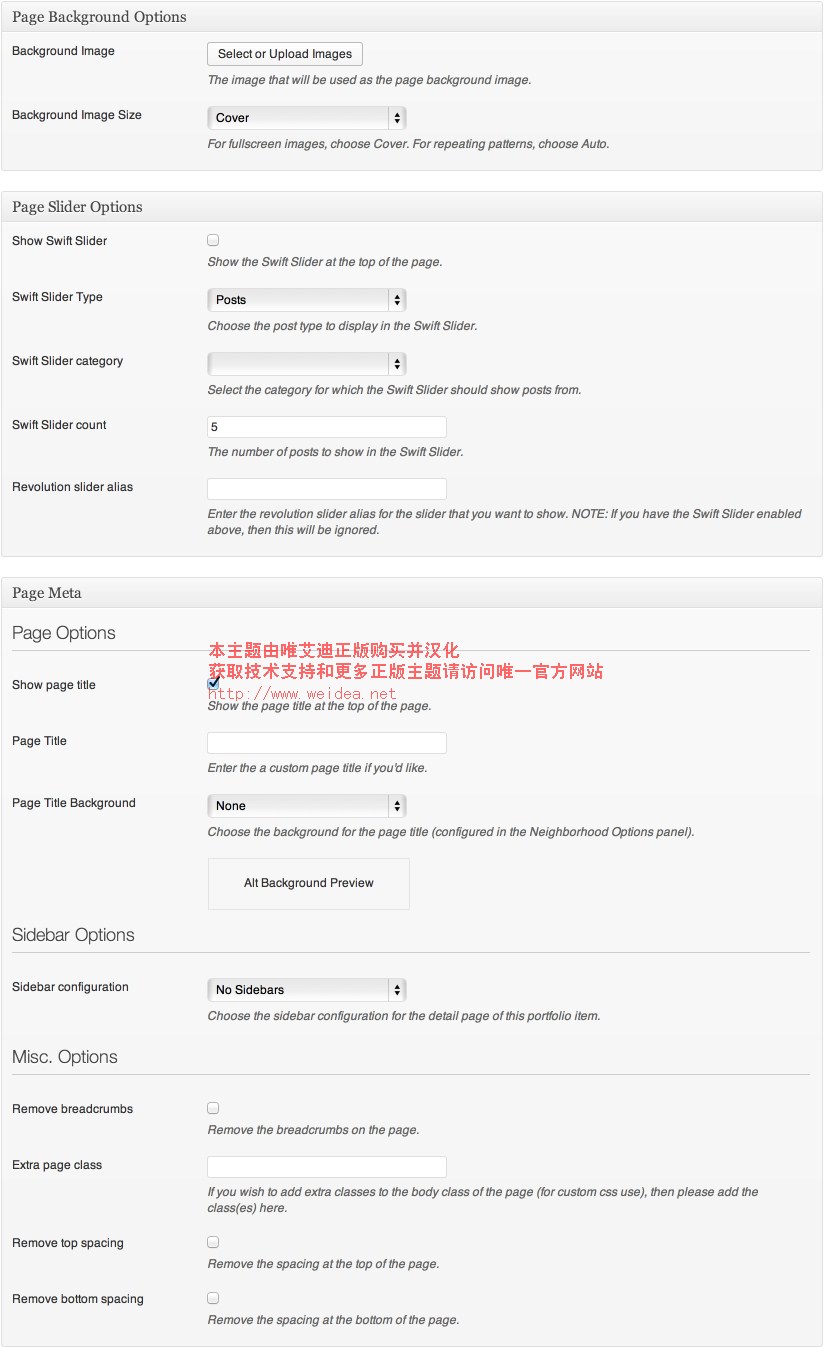 Page Background Options
Background Image
Select or Upload Images
The image that will be used as the page background image.
Background Image Size
Cover
For fullscreen images, choose Cover. For repeating patterns, choose Auto.
Page Slider Options
Show Swift Slider
Show the Swift Slider at the top of the page.
Swift Slider Type
Posts
Choose the post type to display in the Swift Slider.
Swift Slider category
Select the category for which the Swift Slider should show posts from.
Swift Slider count
5
The number of posts to show in the Swift Slider.
Revolution slider alias
Enter the revolution slider alias for the slider that you want to show. NOTE: If you have the Swift Slider enabled
above, then this will be ignored.
Page Meta
Page Options
本主题由唯艾迪正版购买并汉化
获取技术支持和更多正版主题请访问唯一官方网站
http://www.weidea.net
Show page title
Show the page title at the top of the page.
Page Title
Enter the a custom page title if you'd like.
Page Title Background
None
Choose the background for the page title (configured in the Neighborhood Options panel).
Alt Background Preview
Sidebar Options
Sidebar configuration
No Sidebars
Choose the sidebar configuration for the detail page of this portfolio item.
Misc. Options
Remove breadcrumbs
Remove the breadcrumbs on the page.
Extra page class
If you wish to add extra classes to the body class of the page (for custom css use), then please add the
class(es) here.
Remove top spacing
Remove the spacing at the top of the page.
Remove bottom spacing
Remove the spacing at the bottom of the page.